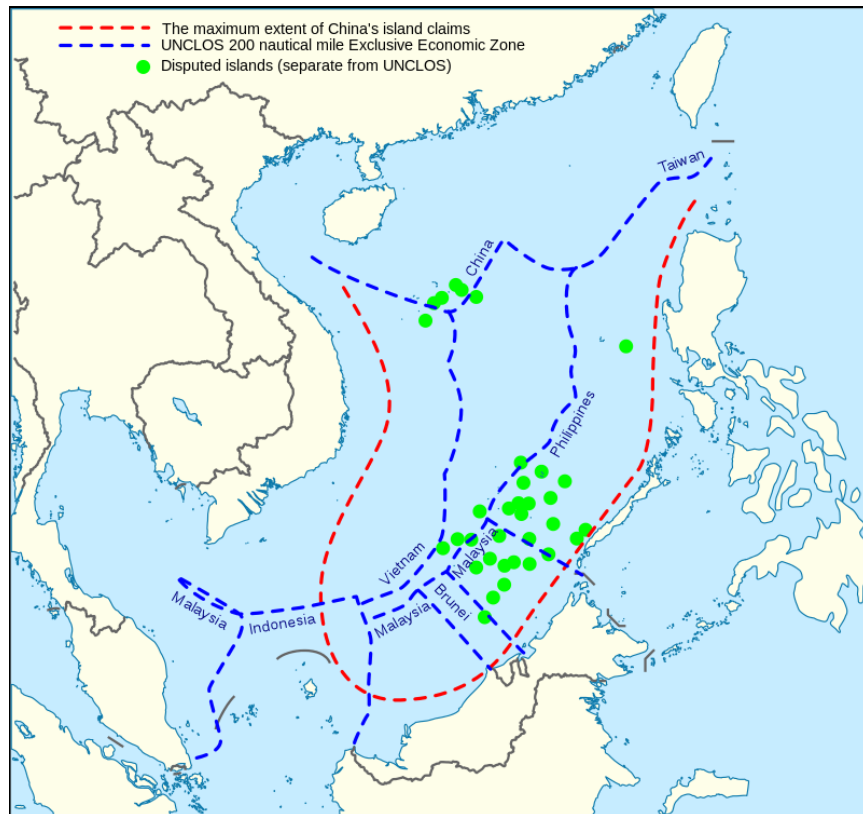 The maximum extent of China's island claims
UNCLOS 200 nautical mile Exclusive Economic Zone
Disputed islands (separate from UNCLOS)
Taiwan
China
Philippines
Malaysia
Vietnam
Brunei
Malaysia
Indonesia
Malaysia